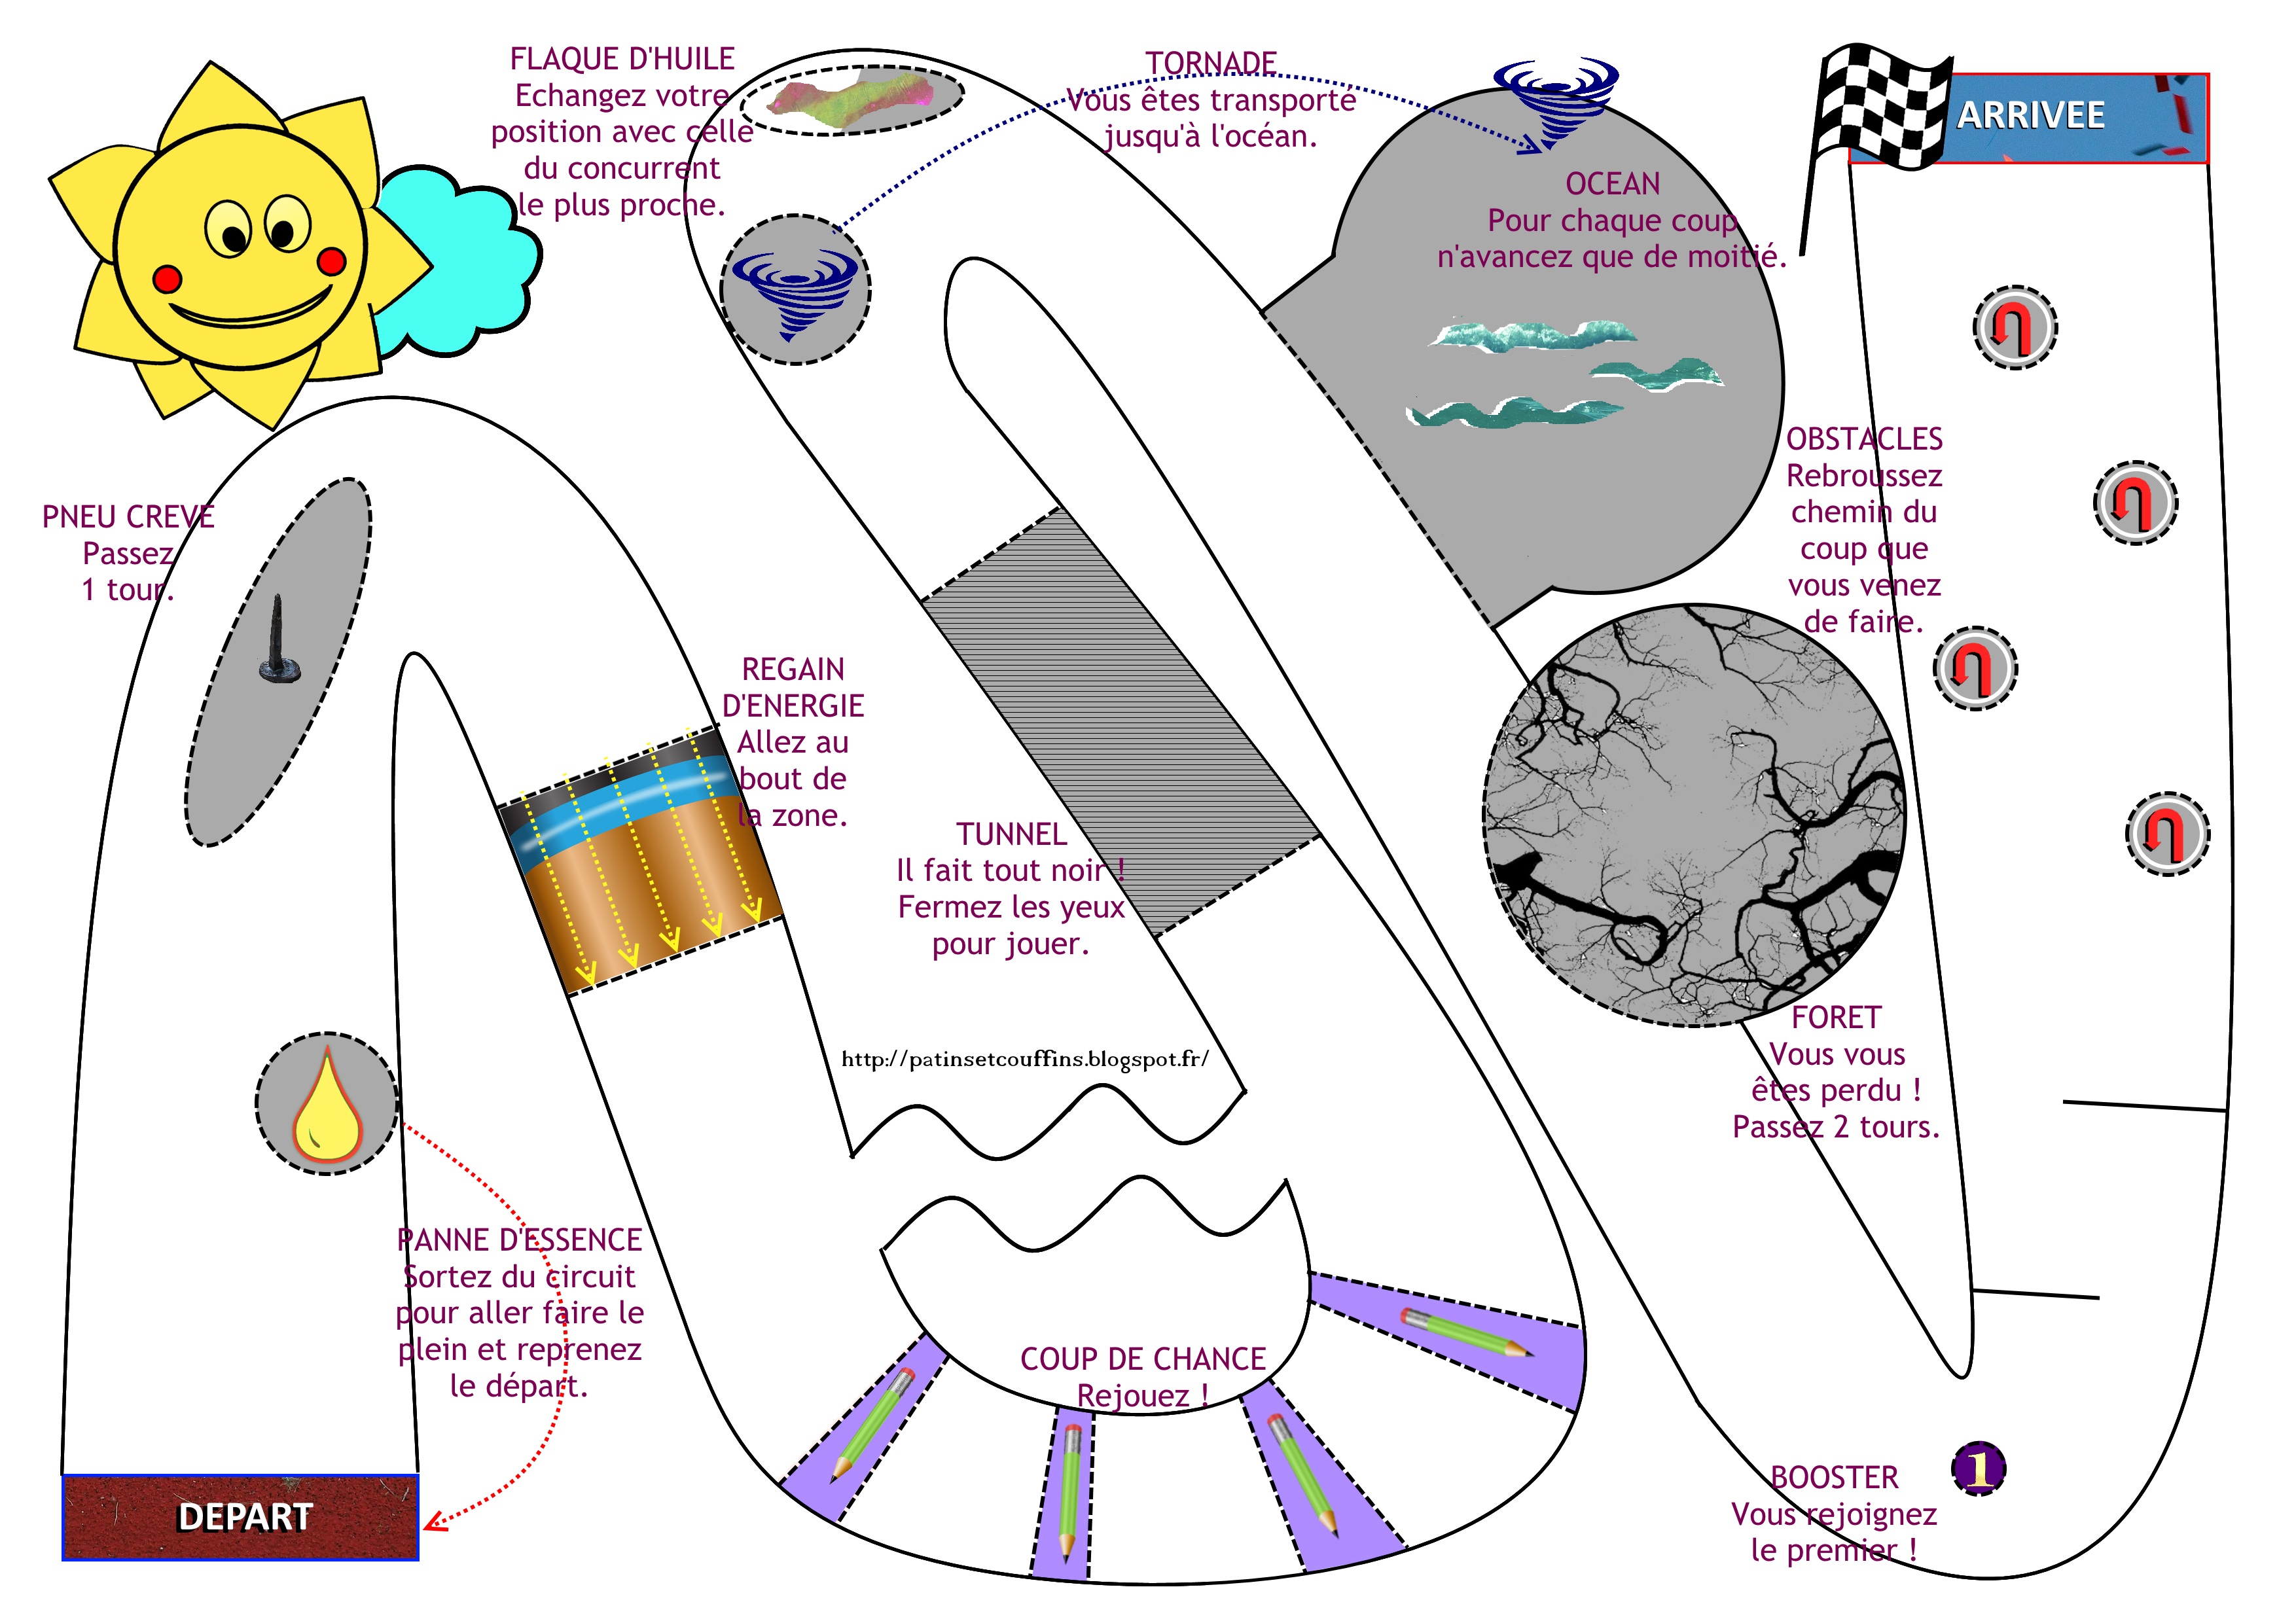 FLAQUE D'HUILE
Echangez votre
position avec celle
du concurrent
le plus proche.
TORNADE
Vous êtes transporté
jusqu'à l'océan.
OCEAN
Pour chaque coup
n'avancez que de moitié.
ARRIVEE
PNEU CREVE
Passez
1 tour.
OBSTACLES
Rebroussez
chemin du
coup que
vous venez
de faire.
REGAIN
D'ENERGIE
Allez au
bout de
la zone.
TUNNEL
Il fait tout noir !
Fermez les yeux
pour jouer.
FORET
Vous vous
êtes perdu !
Passez 2 tours.
http://patinsetcouffins.blogspot.fr/
PANNE D'ESSENCE
Sortez du circuit
pour aller faire le
plein et reprenez
le départ.
COUP DE CHANCE
Rejouez !
DEPART
BOOSTER
Vous rejoignez
le premier !
1